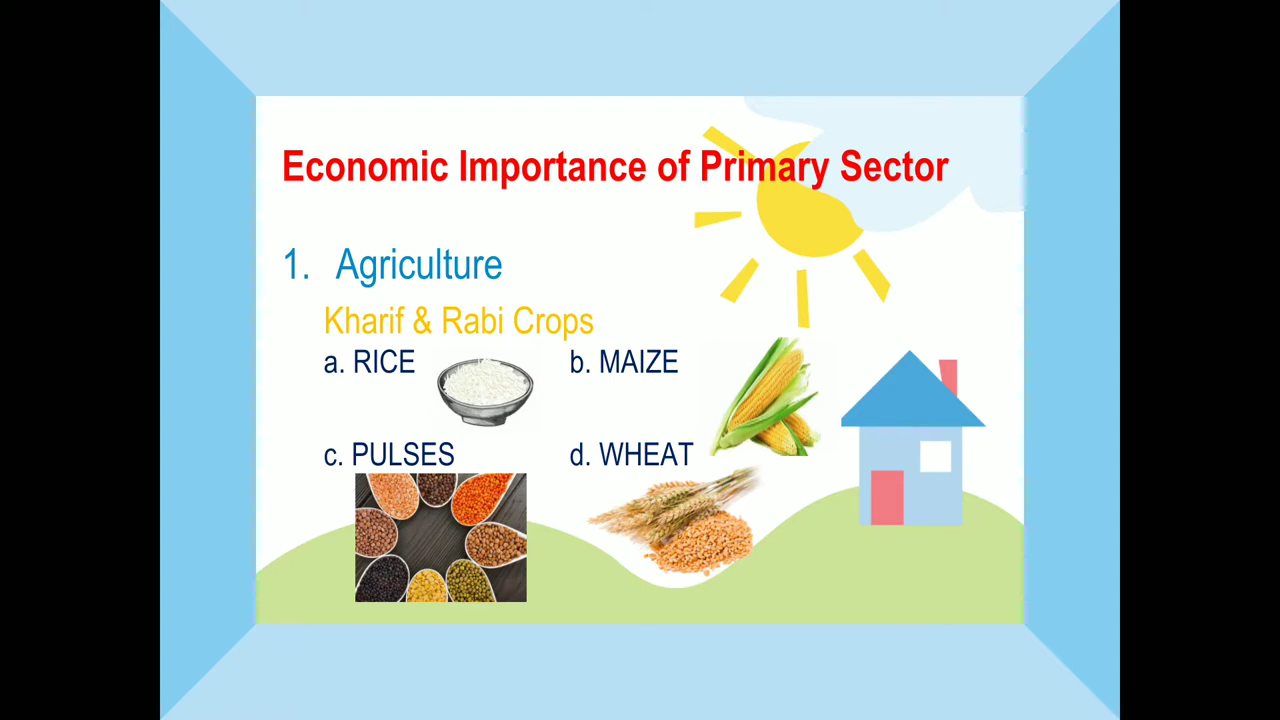 Economic Importance of Primary Sector
1. Agriculture
Kharif & Rabi Crops
a. RICE b. MAIZE
c. PULSES d. WHEAT